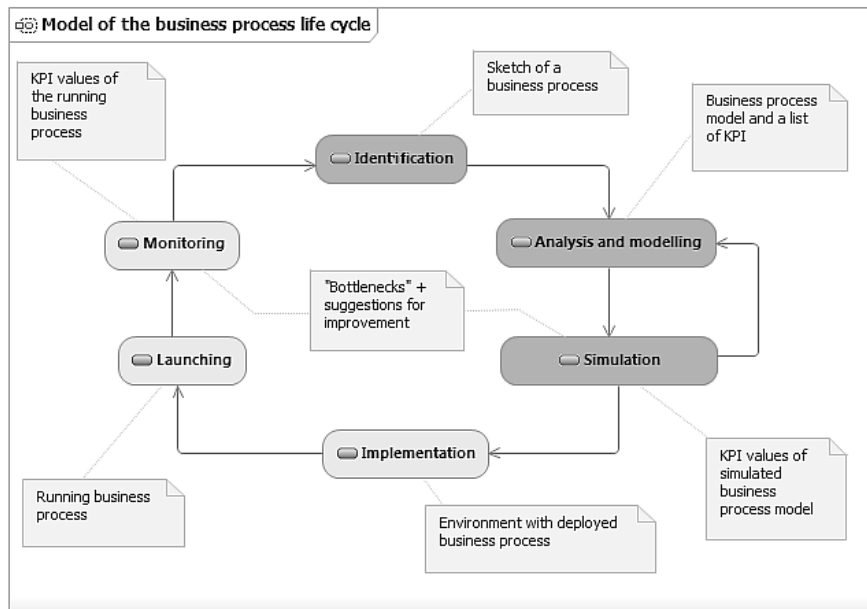 Model of the business process life cycle
KPI values of
the running
business
process
Sketch of a
business process
Business process
model and a list
of KPI
Identification
Monitoring
Analysis and modelling
"Bottlenecks" +
suggestions for
improvement
Launching
Simulation
Implementation
KPI values of
simulated
business
process model
Running business
process
Environment with deployed
business process